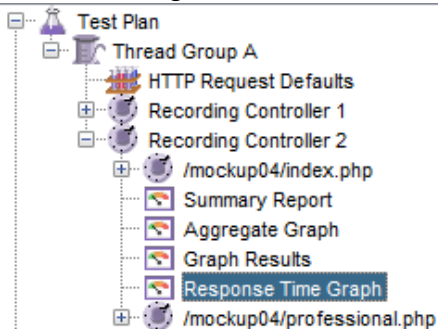 Test Plan
Thread Group A
HTTP Request Defaults
Recording Controller 1
Recording Controller 2
/mockup04/index.php
Summary Report
Aggregate Graph
Graph Results
Response Time Graph
/mockup04/professional.php